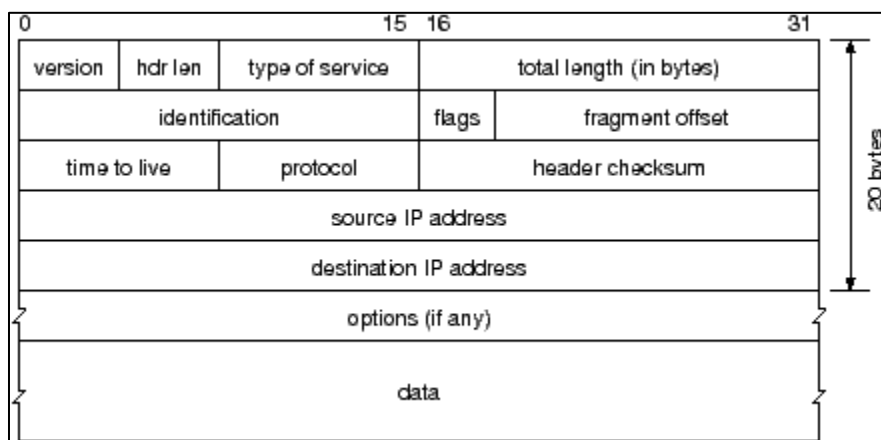 0 15 16 31
version hdr len type of service total length (in bytes)
identification flags fragment offset
time to live protocol header checksum
source IP address
destination IP address
20 bytes
options (if any)
data